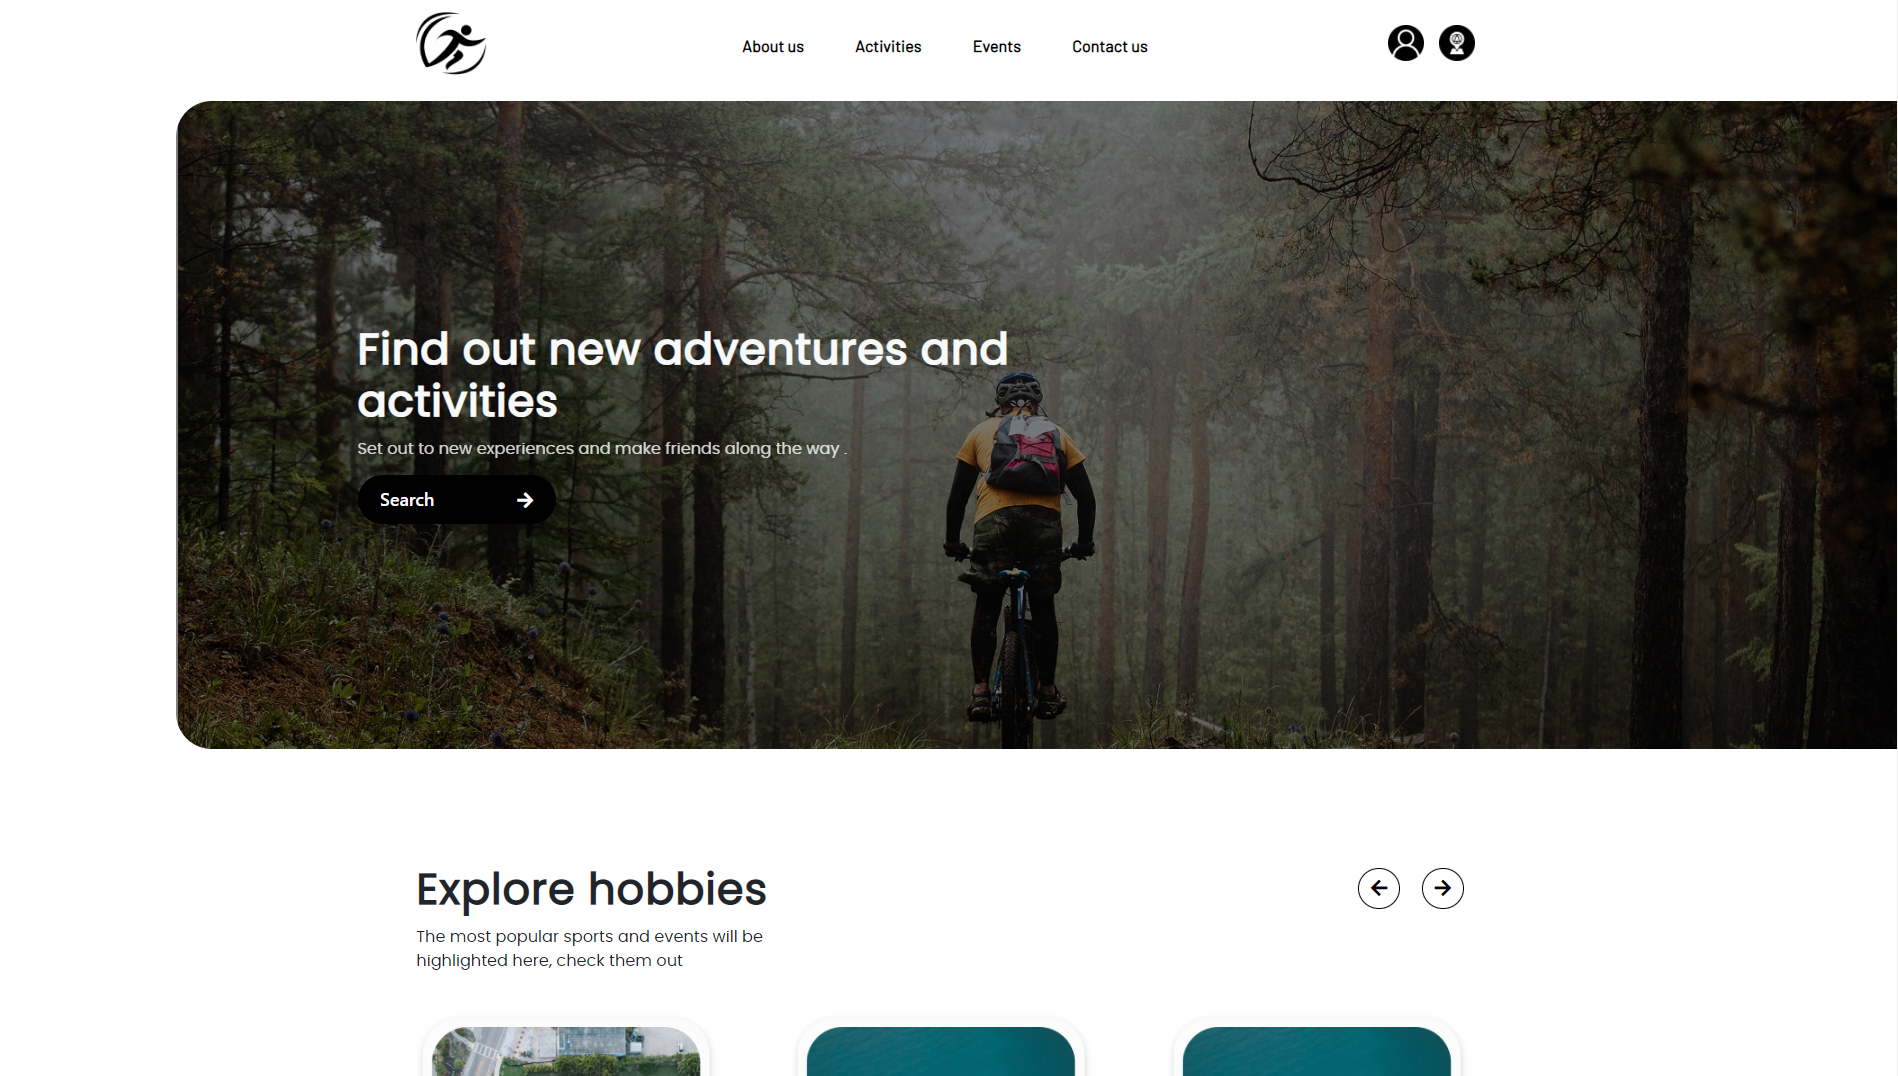 About us
Activities
Events
Contact us
Find out new adventures and
activities
Set out to new experiences and make friends along the way .
Search
Explore hobbies
The most popular sports and events will be
highlighted here, check them out